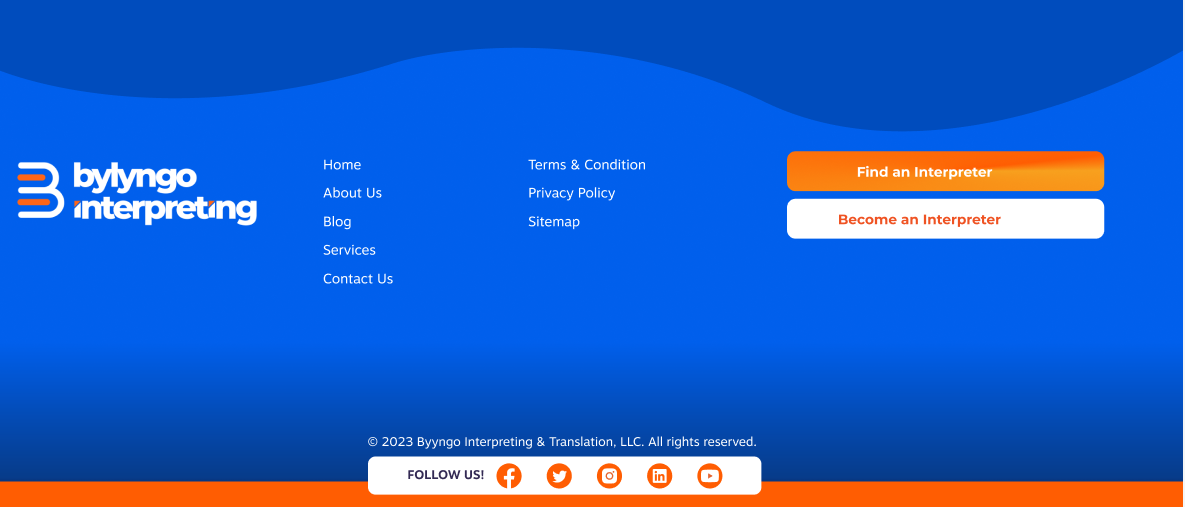 bylyngo
interpreting
Home
About Us
Blog
Services
Contact Us
Terms & Condition
Privacy Policy
Sitemap
Find an Interpreter
Become an Interpreter
© 2023 Byyngo Interpreting & Translation, LLC. All rights reserved.
FOLLOW US!